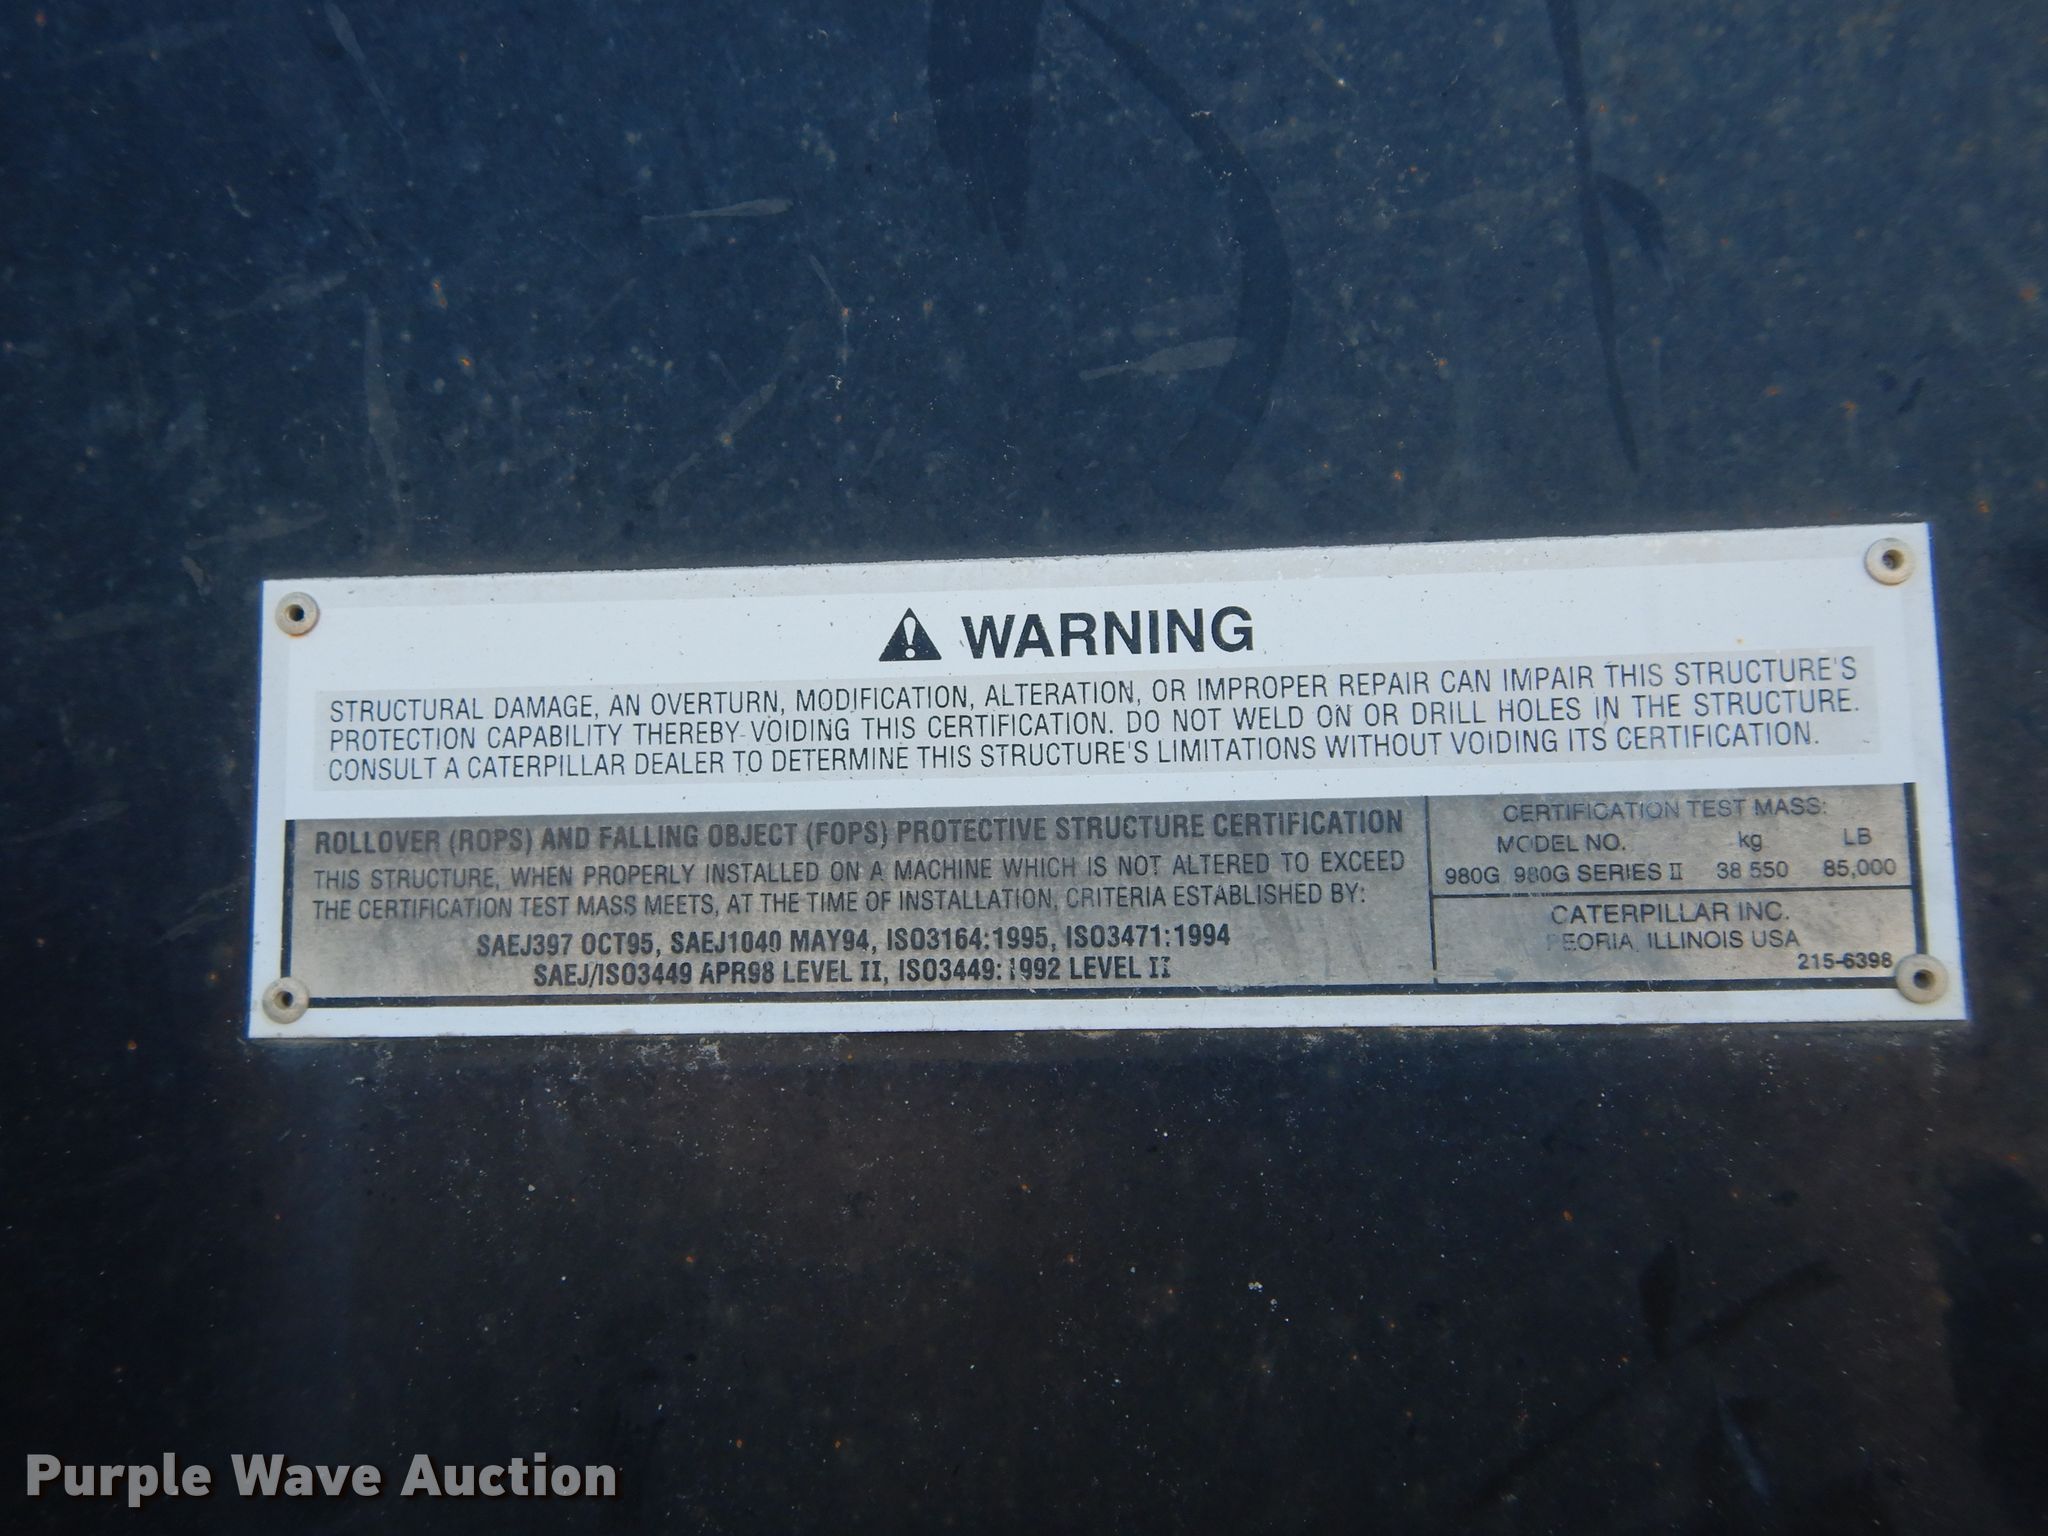 WARNING
STRUCTURAL DAMAGE, AN OVERTURN, MODIFICATION, ALTERATION, OR IMPROPER REPAIR CAN IMPAIR THIS STRUCTURE'S
PROTECTION CAPABILITY THEREBY VOIDING THIS CERTIFICATION. DO NOT WELD ON OR DRILL HOLES IN THE STRUCTURE.
CONSULT A CATERPILLAR DEALER TO DETERMINE THIS STRUCTURE'S LIMITATIONS WITHOUT VOIDING ITS CERTIFICATION.
ROLLOVER (ROPS) AND FALLING OBJECT (FOPS) PROTECTIVE STRUCTURE CERTIFICATION
THIS STRUCTURE, WHEN PROPERLY INSTALLED ON A MACHINE WHICH IS NOT ALTERED TO EXCEED
THE CERTIFICATION TEST MASS MEETS, AT THE TIME OF INSTALLATION, CRITERIA ESTABLISHED BY:
SAEJ397 OCT95, SAEJ1040 MAY94, ISO3164:1995, ISO3471:1994
SAEJ/ISO3449 APR98 LEVEL II, ISO3449:1992 LEVEL II
CERTIFICATION TEST MASS:
MODEL NO. kg LB
980G 980G SERIES II 38 550 85,000
CATERPILLAR INC.
PEORIA, ILLINOIS USA
215-6398
Purple Wave Auction